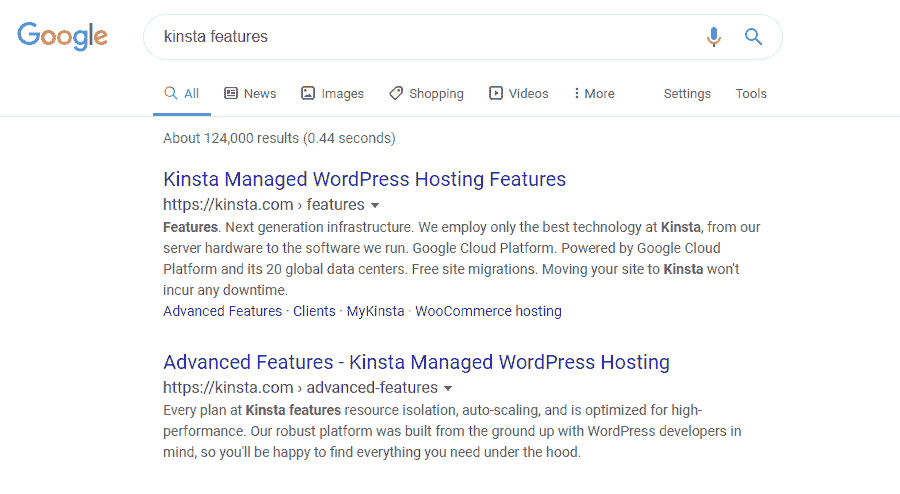 Google
kinsta features
All News Images Shopping Videos More Settings Tools
About 124,000 results (0.44 seconds)
Kinsta Managed WordPress Hosting Features
https://kinsta.com › features
Features. Next generation infrastructure. We employ only the best technology at Kinsta, from our
server hardware to the software we run. Google Cloud Platform. Powered by Google Cloud
Platform and its 20 global data centers. Free site migrations. Moving your site to Kinsta won't
incur any downtime.
Advanced Features · Clients · MyKinsta · WooCommerce hosting
Advanced Features - Kinsta Managed WordPress Hosting
https://kinsta.com › advanced-features
Every plan at Kinsta features resource isolation, auto-scaling, and is optimized for high-
performance. Our robust platform was built from the ground up with WordPress developers in
mind, so you'll be happy to find everything you need under the hood.